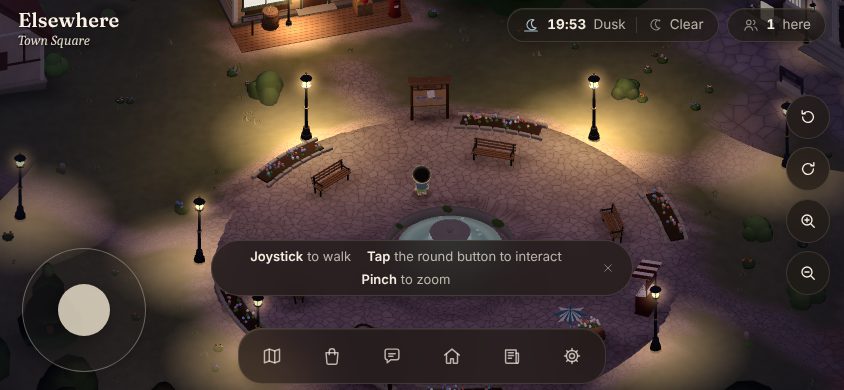 Elsewhere
Town Square
19:53 Dusk Clear
1 here
Joystick to walk Tap the round button to interact
Pinch to zoom